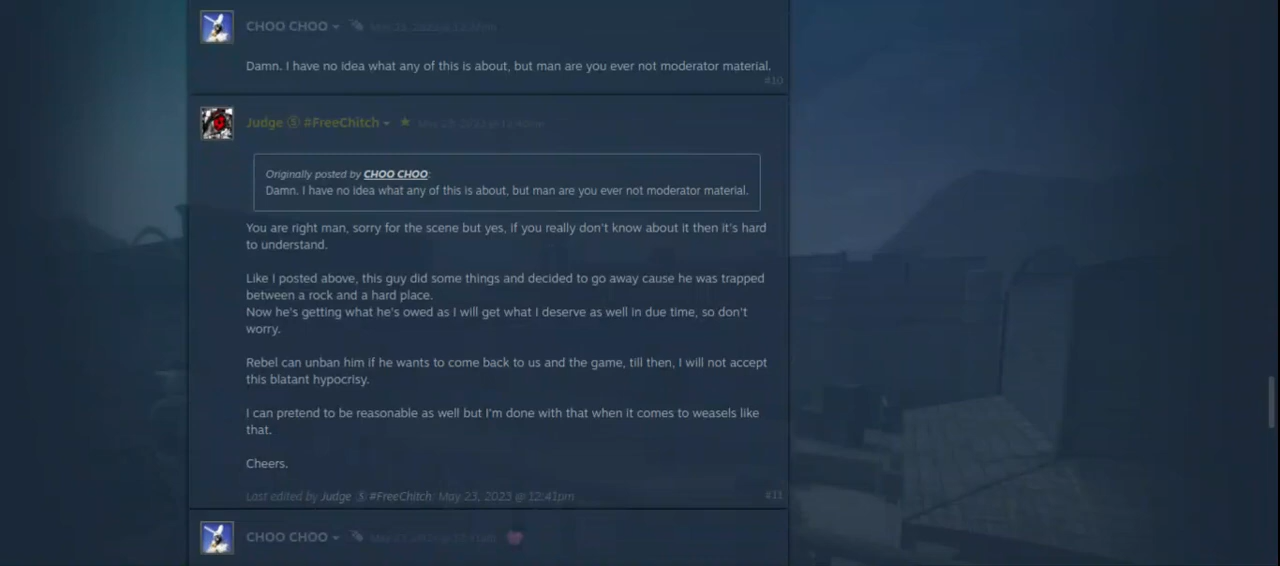 CHOO CHOO
Damn. I have no idea what any of this is about, but man are you ever not moderator material.
#10
Judge Ⓢ #FreeChitch
Originally posted by CHOO CHOO:
Damn. I have no idea what any of this is about, but man are you ever not moderator material.
You are right man, sorry for the scene but yes, if you really don't know about it then it's hard
to understand.
Like I posted above, this guy did some things and decided to go away cause he was trapped
between a rock and a hard place.
Now he's getting what he's owed as I will get what I deserve as well in due time, so don't
worry.
Rebel can unban him if he wants to come back to us and the game, till then, I will not accept
this blatant hypocrisy.
I can pretend to be reasonable as well but I'm done with that when it comes to weasels like
that.
Cheers.
Last edited by Judge Ⓢ #FreeChitch; May 23, 2023 @ 12:41pm
#11
CHOO CHOO